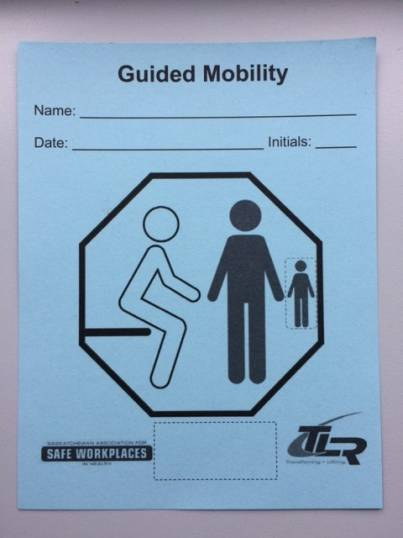 Guided Mobility
Name:
Date: Initials:
SASKATCHEWAN ASSOCIATION FOR
SAFE WORKPLACES
IN HEALTH
TLR
Transferring • Lifting